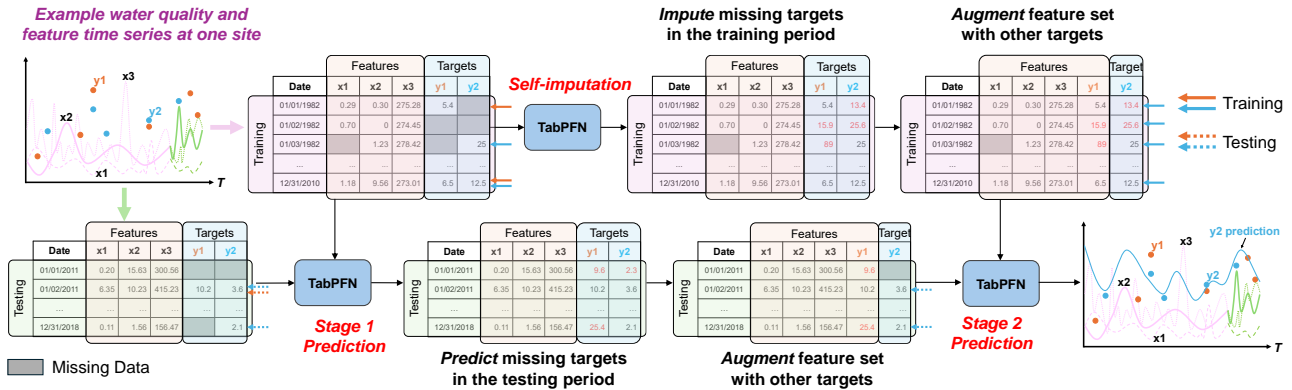 Example water quality and
feature time series at one site
y1
x3
x2
y2
x1
T
Features Targets
Date x1 x2 x3 y1 y2
Training
01/01/1982 0.29 0.30 275.28 5.4
01/02/1982 0.70 0 274.45
01/03/1982 1.23 278.42 25
... ... ... ... ... ...
12/31/2010 1.18 9.56 273.01 6.5 12.5
Self-imputation
TabPFN
Impute missing targets
in the training period
Features Targets
Date x1 x2 x3 y1 y2
Training
01/01/1982 0.29 0.30 275.28 5.4 13.4
01/02/1982 0.70 0 274.45 15.9 25.6
01/03/1982 1.23 278.42 89 25
... ... ... ... ... ...
12/31/2010 1.18 9.56 273.01 6.5 12.5
Augment feature set
with other targets
Features Target
Date x1 x2 x3 y1 y2
Training
01/01/1982 0.29 0.30 275.28 5.4 13.4
01/02/1982 0.70 0 274.45 15.9 25.6
01/03/1982 1.23 278.42 89 25
... ... ... ... ... ...
12/31/2010 1.18 9.56 273.01 6.5 12.5
Training
Testing
Features Targets
Date x1 x2 x3 y1 y2
Testing
01/01/2011 0.20 15.63 300.56
01/02/2011 6.35 10.23 415.23 10.2 3.6
... ... ... ... ... ...
12/31/2018 0.11 1.56 156.47 2.1
Missing Data
TabPFN
Stage 1
Prediction
Features Targets
Date x1 x2 x3 y1 y2
Testing
01/01/2011 0.20 15.63 300.56 9.6 2.3
01/02/2011 6.35 10.23 415.23 10.2 3.6
... ... ... ... ... ...
12/31/2018 0.11 1.56 156.47 25.4 2.1
Predict missing targets
in the testing period
Features Target
Date x1 x2 x3 y1 y2
Testing
01/01/2011 0.20 15.63 300.56 9.6
01/02/2011 6.35 10.23 415.23 10.2 3.6
... ... ... ... ... ...
12/31/2018 0.11 1.56 156.47 25.4 2.1
Augment feature set
with other targets
TabPFN
Stage 2
Prediction
y2 prediction
y1
x3
x2
y2
x1
T